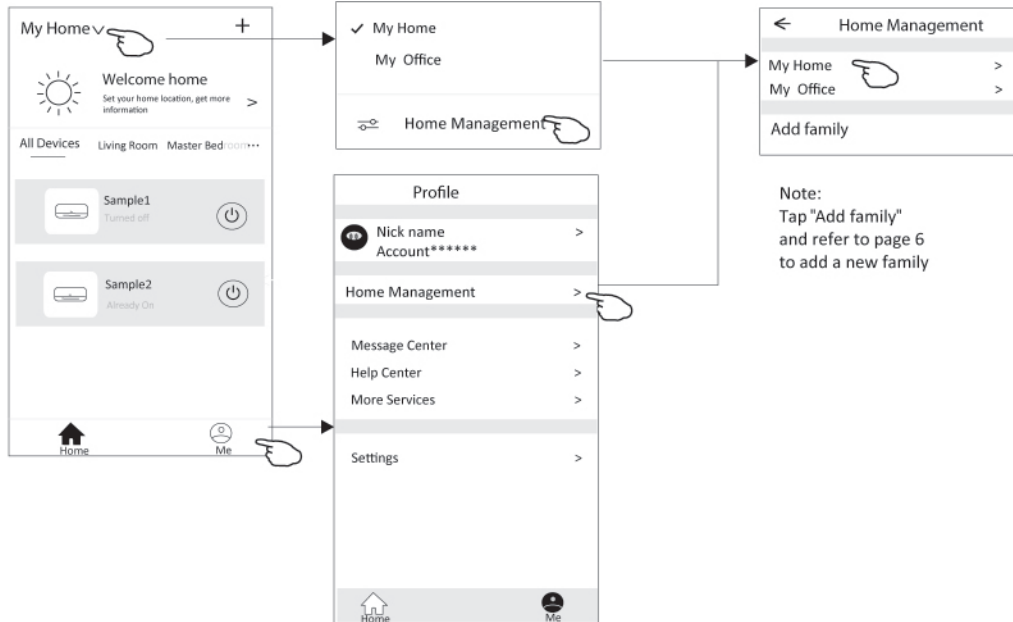 My Home
+
Welcome home
Set your home location, get more
information
>
All Devices Living Room Master Bedroom...
Sample1
Turned off
Sample2
Already On
Home
Me
✓ My Home
My Office
Home Management
Profile
Nick name >
Account******
Home Management >
Message Center >
Help Center >
More Services >
Settings >
Home
Me
Home Management
My Home >
My Office >
Add family
Note:
Tap "Add family"
and refer to page 6
to add a new family